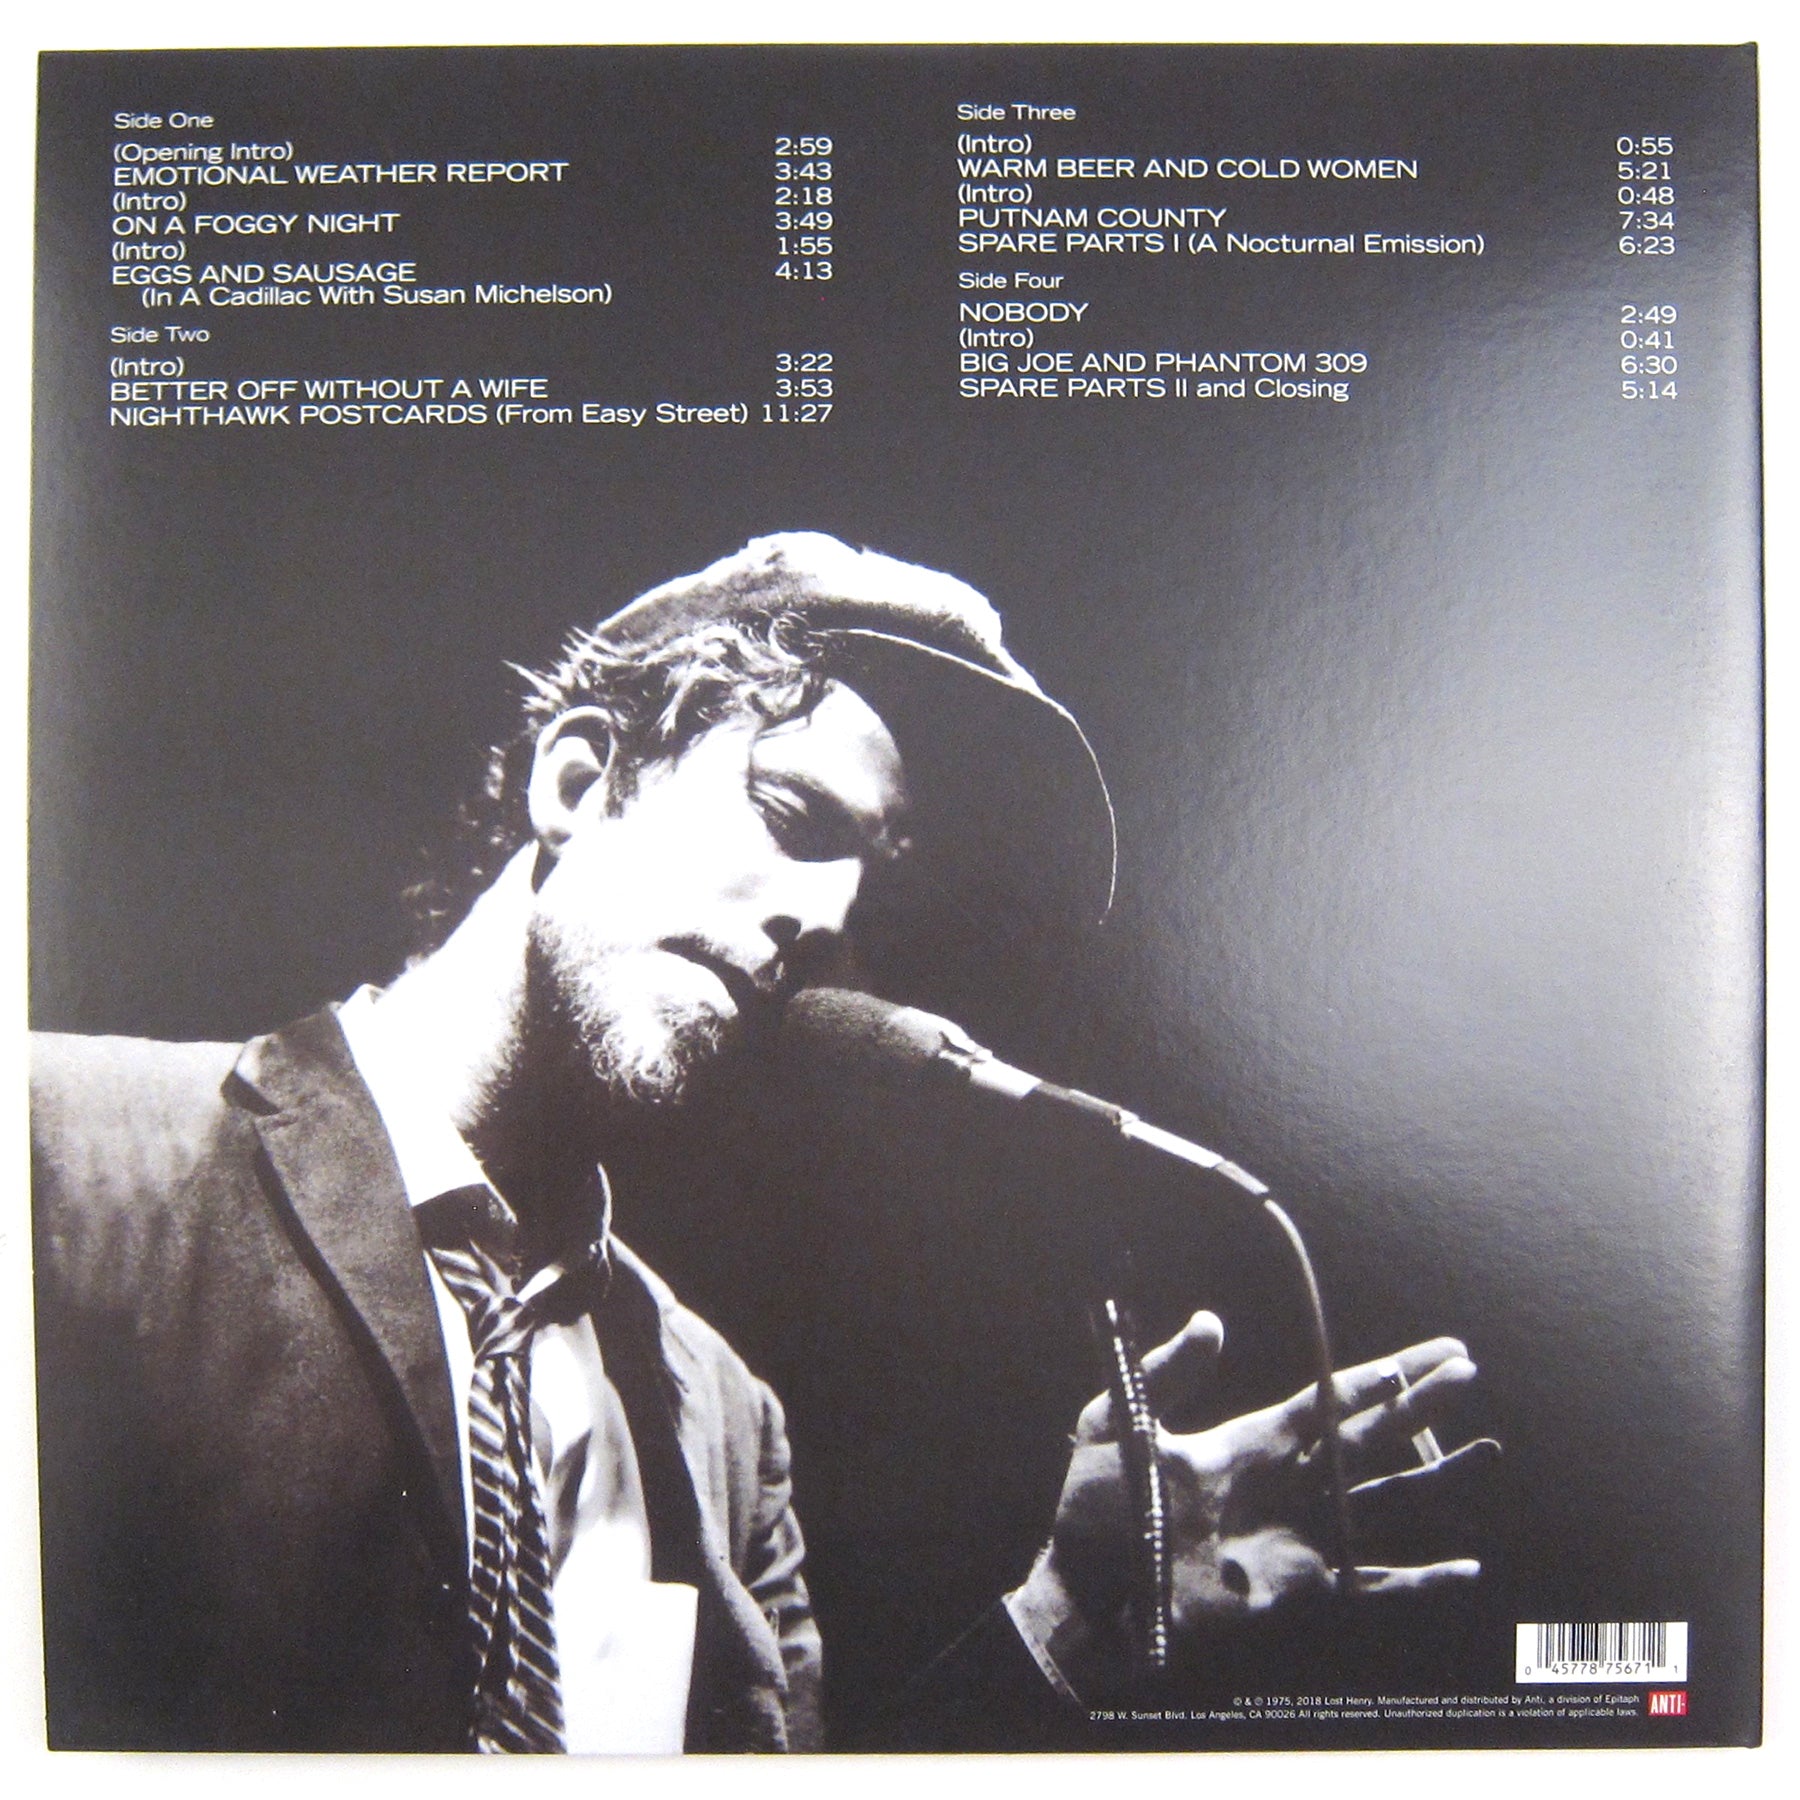 Side One
(Opening Intro) 2:59
EMOTIONAL WEATHER REPORT 3:43
(Intro) 2:18
ON A FOGGY NIGHT 3:49
(Intro) 1:55
EGGS AND SAUSAGE 4:13
(In A Cadillac With Susan Michelson)
Side Two
(Intro) 3:22
BETTER OFF WITHOUT A WIFE 3:53
NIGHTHAWK POSTCARDS (From Easy Street) 11:27
Side Three
(Intro) 0:55
WARM BEER AND COLD WOMEN 5:21
(Intro) 0:48
PUTNAM COUNTY 7:34
SPARE PARTS I (A Nocturnal Emission) 6:23
Side Four
NOBODY 2:49
(Intro) 0:41
BIG JOE AND PHANTOM 309 6:30
SPARE PARTS II and Closing 5:14
0 45778 75671 1
© & ℗ 1975, 2018 Lost Henry. Manufactured and distributed by Anti, a division of Epitaph
2798 W. Sunset Blvd. Los Angeles, CA 90026 All rights reserved. Unauthorized duplication is a violation of applicable laws.
ANTI-